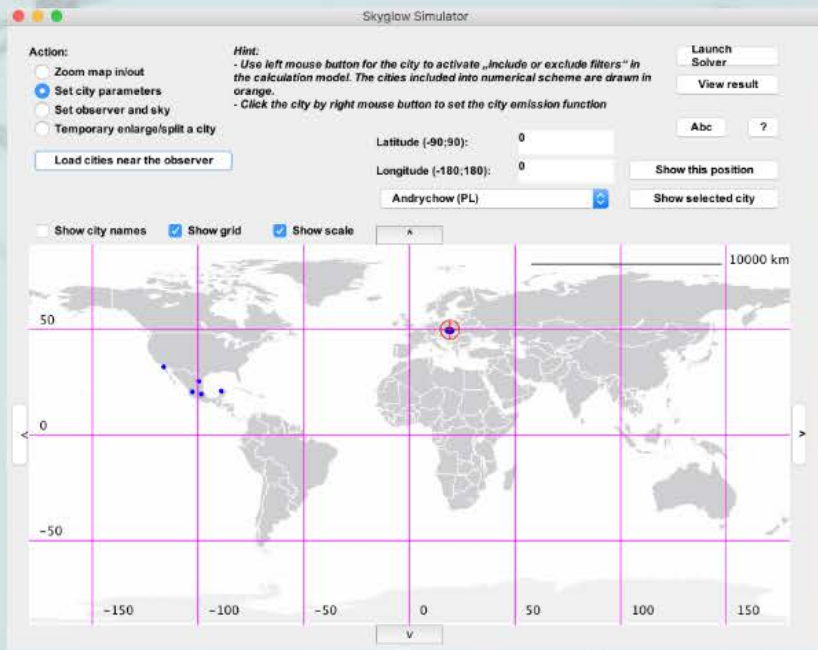 Skyglow Simulator
Action:
Zoom map in/out
Set city parameters
Set observer and sky
Temporary enlarge/split a city
Load cities near the observer
Hint:
- Use left mouse button for the city to activate „Include or exclude filters“ in
the calculation model. The cities included into numerical scheme are drawn in
orange.
- Click the city by right mouse button to set the city emission function
Launch
Solver
View result
Abc ?
Latitude (-90;90): 0
Longitude (-180;180): 0
Show this position
Andrychow (PL)
Show selected city
Show city names Show grid Show scale ^
10000 km
50
0
-50
< >
-150 -100 -50 0 50 100 150
v